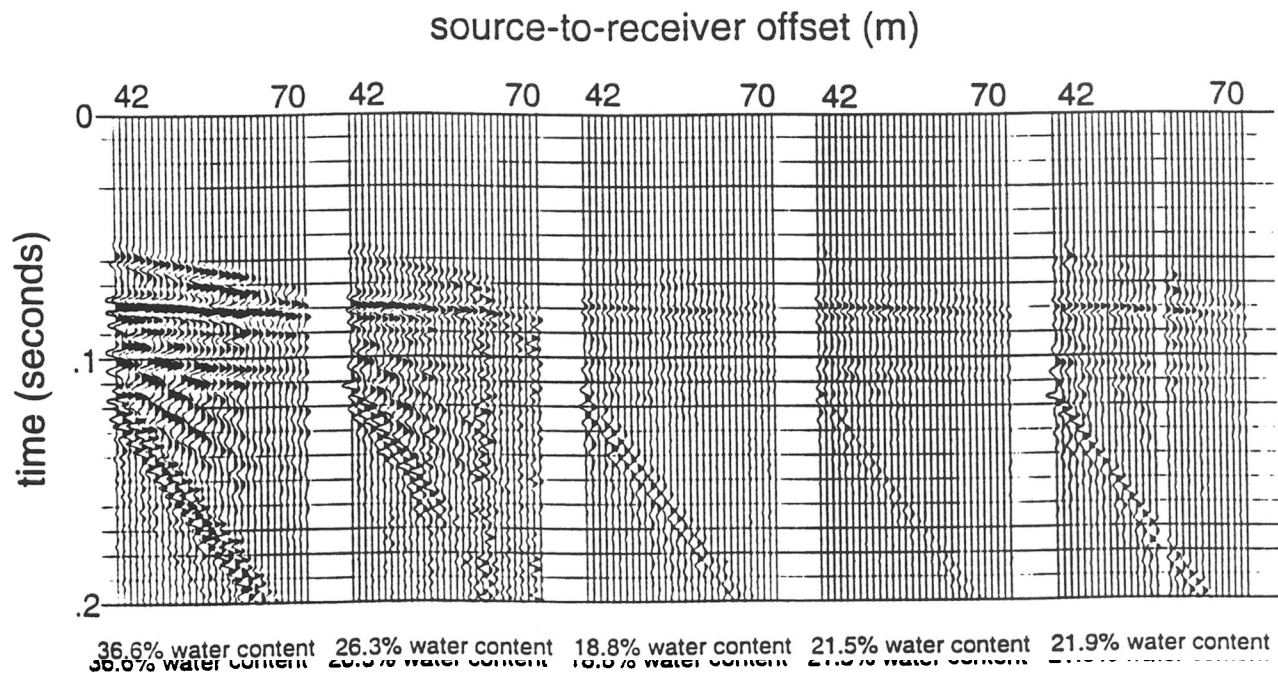 source-to-receiver offset (m)
42 70 42 70 42 70 42 70 42 70
0
time (seconds)
.1
.2
36.6% water content 26.3% water content 18.8% water content 21.5% water content 21.9% water content